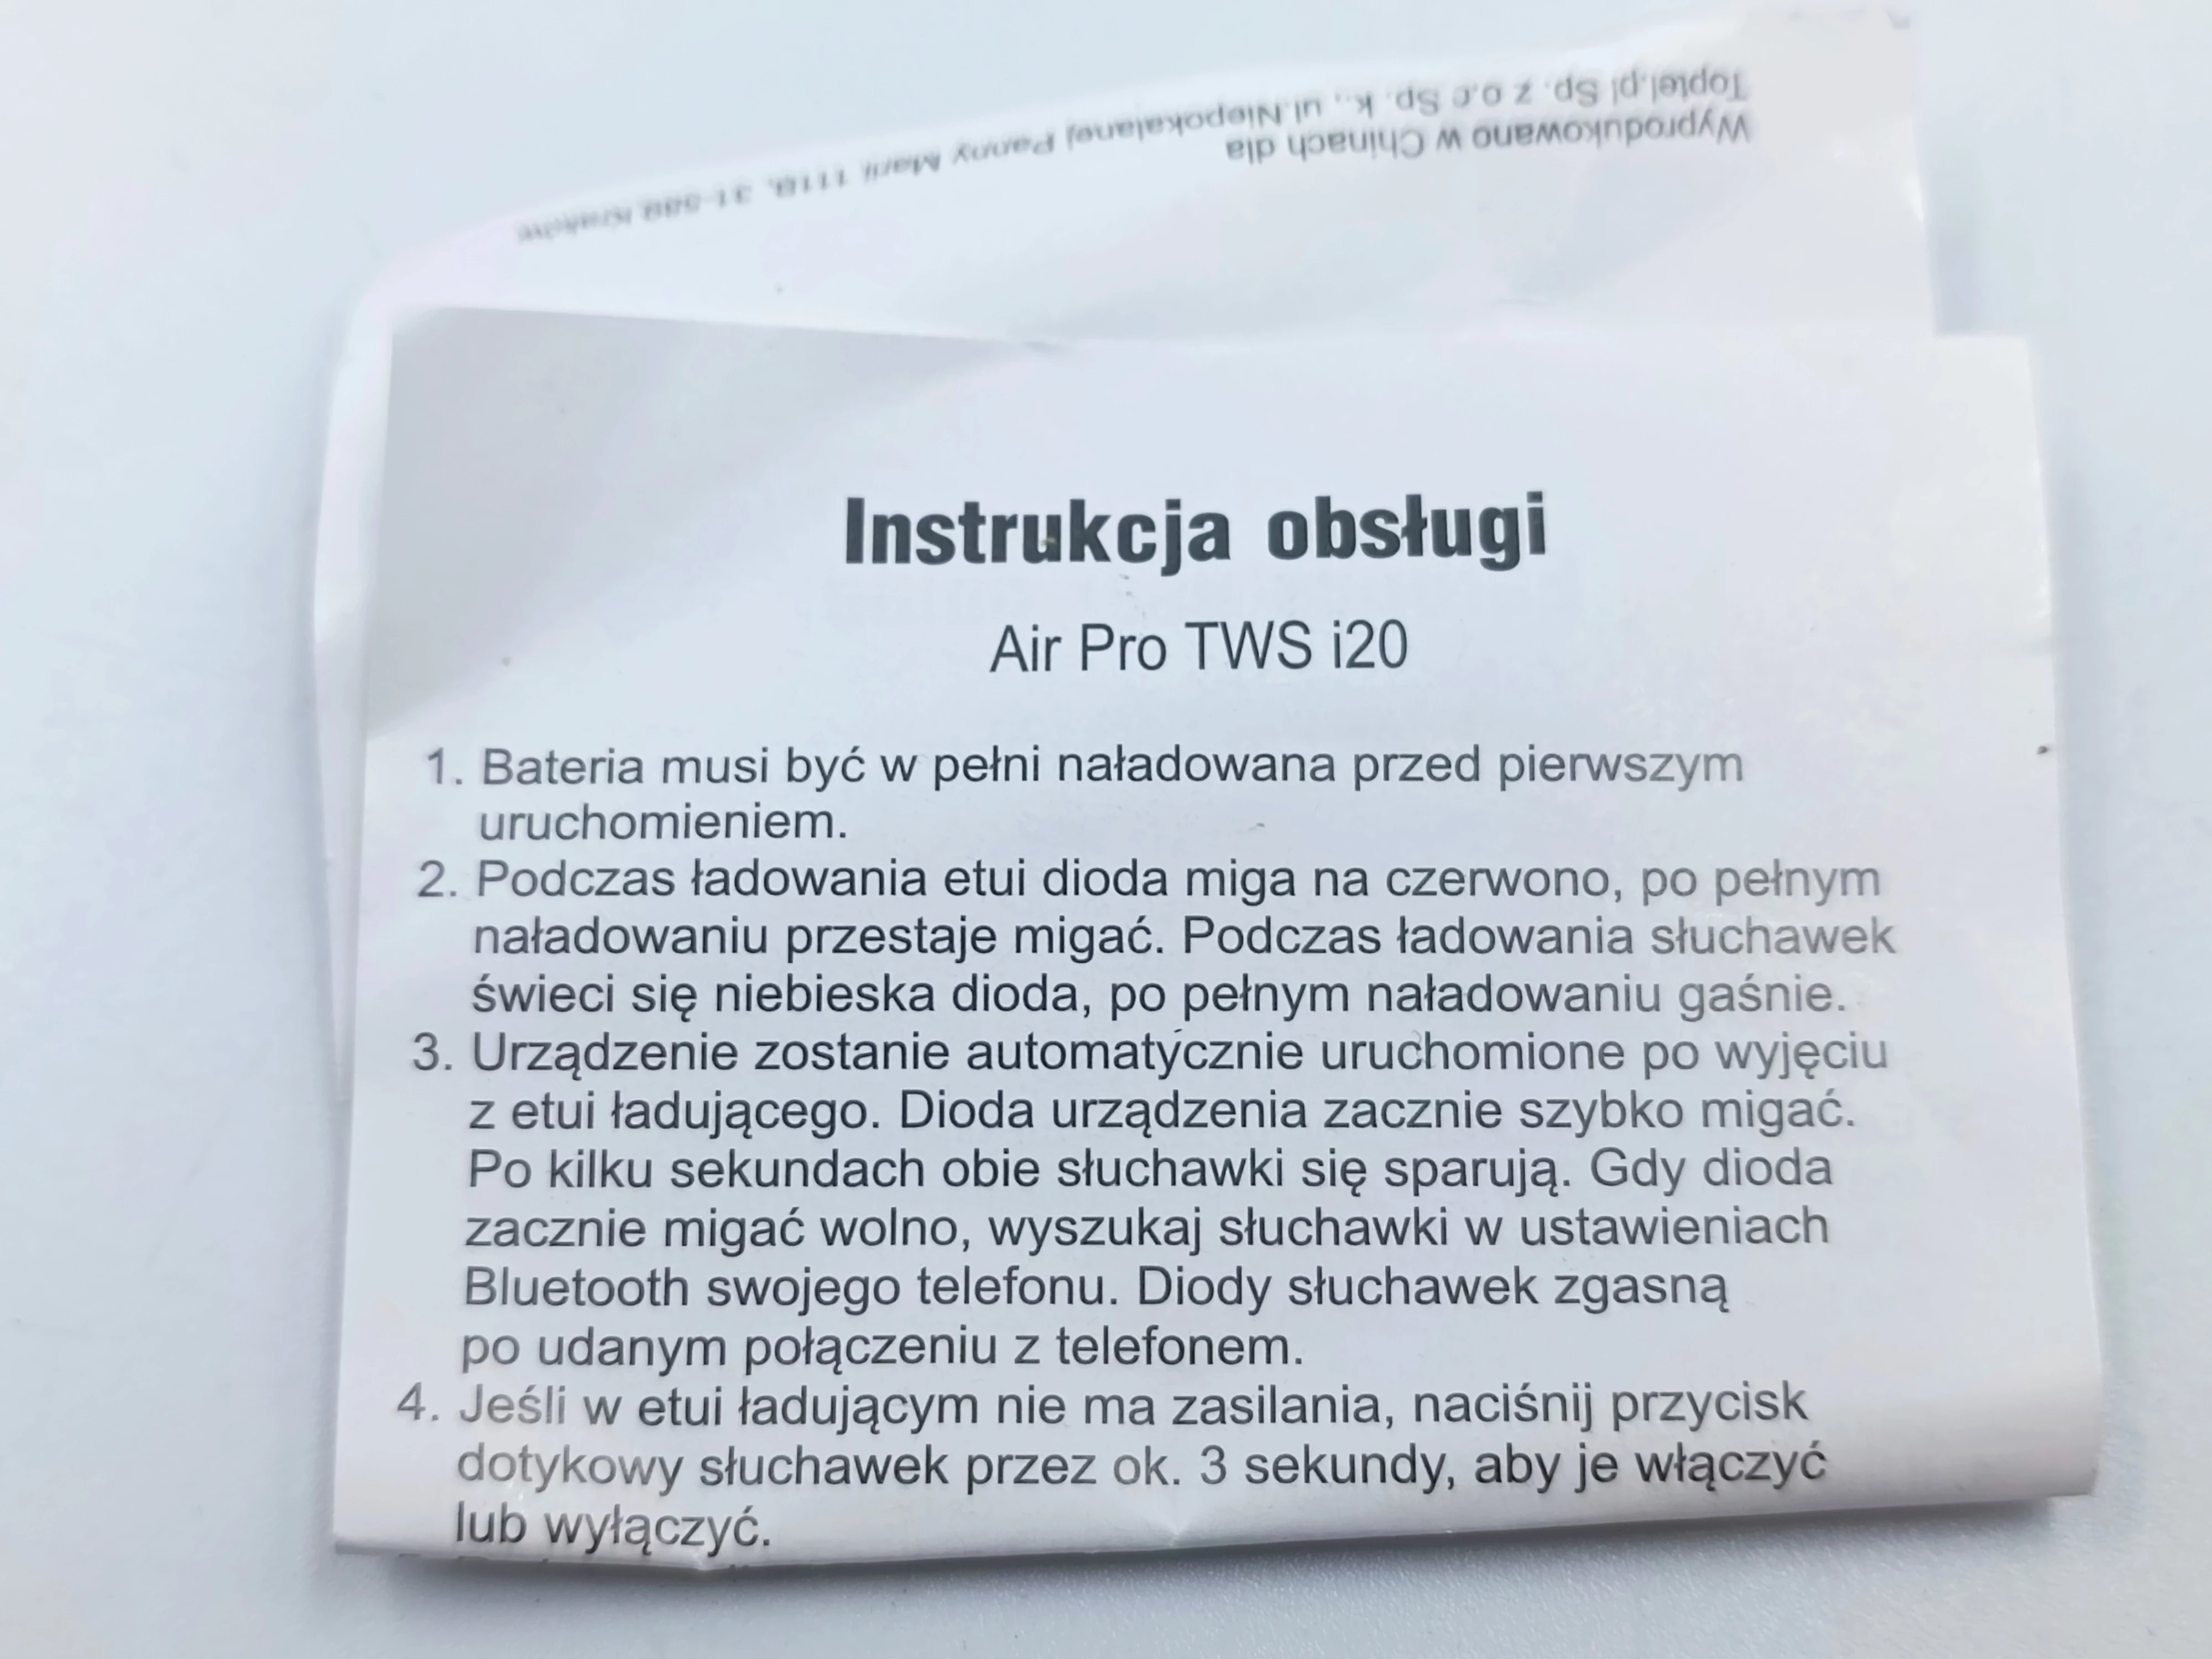 Wyprodukowano w Chinach dla
Toptel.pl Sp. z o.o Sp. k., ul.Niepokalanej Panny Marii 111B, 31-
Instrukcja obsługi
Air Pro TWS i20
1. Bateria musi być w pełni naładowana przed pierwszym
uruchomieniem.
2. Podczas ładowania etui dioda miga na czerwono, po pełnym
naładowaniu przestaje migać. Podczas ładowania słuchawek
świeci się niebieska dioda, po pełnym naładowaniu gaśnie.
3. Urządzenie zostanie automatycznie uruchomione po wyjęciu
z etui ładującego. Dioda urządzenia zacznie szybko migać.
Po kilku sekundach obie słuchawki się sparują. Gdy dioda
zacznie migać wolno, wyszukaj słuchawki w ustawieniach
Bluetooth swojego telefonu. Diody słuchawek zgasną
po udanym połączeniu z telefonem.
4. Jeśli w etui ładującym nie ma zasilania, naciśnij przycisk
dotykowy słuchawek przez ok. 3 sekundy, aby je włączyć
lub wyłączyć.